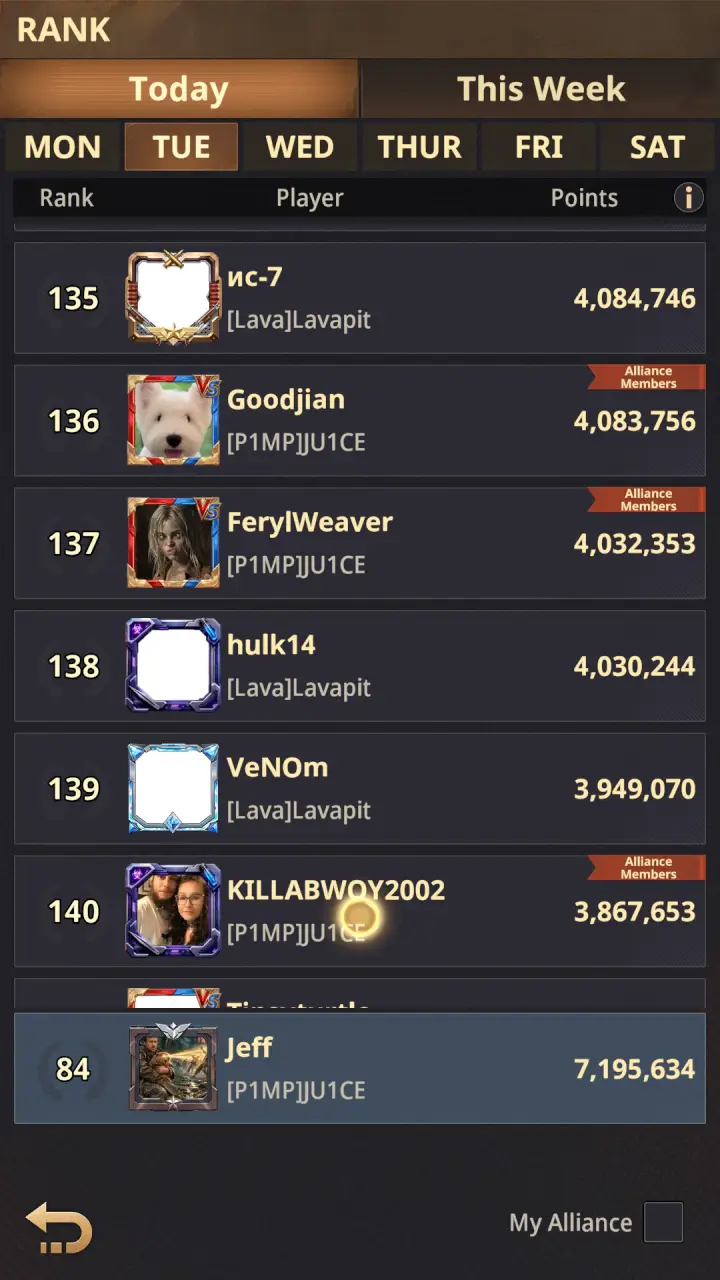 RANK
Today
This Week
MON TUE WED THUR FRI SAT
Rank Player Points i
135
ис-7
[Lava]Lavapit
4,084,746
Alliance
Members
136
Goodjian
[P1MP]JU1CE
4,083,756
Alliance
Members
137
FerylWeaver
[P1MP]JU1CE
4,032,353
138
hulk14
[Lava]Lavapit
4,030,244
139
VeNOm
[Lava]Lavapit
3,949,070
Alliance
Members
140
KILLABWOY2002
[P1MP]JU1CE
3,867,653
84
Jeff
[P1MP]JU1CE
7,195,634
My Alliance